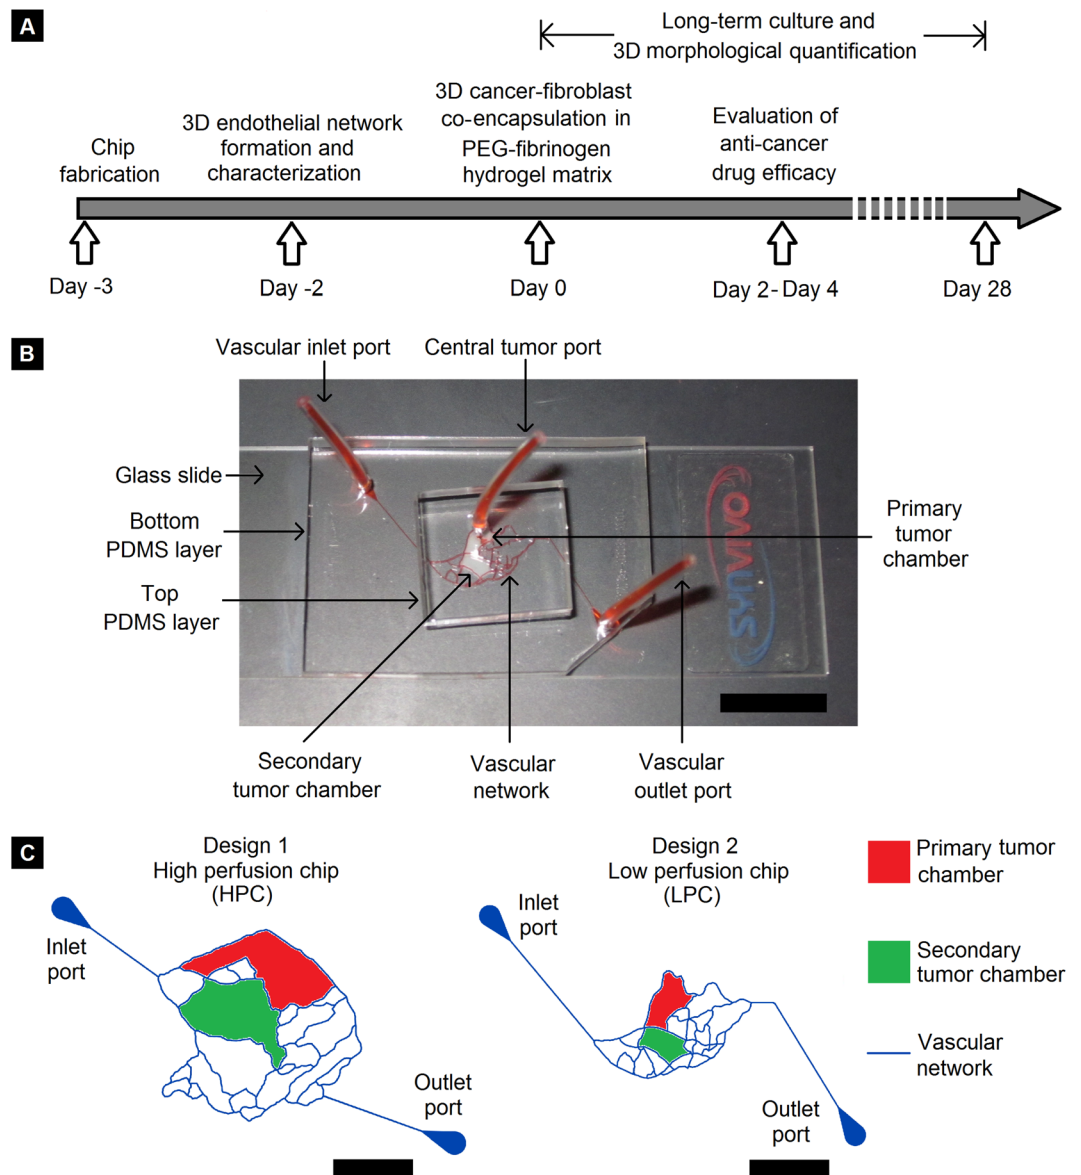 A
Long-term culture and
3D morphological quantification
Chip
fabrication
3D endothelial network
formation and
characterization
3D cancer-fibroblast
co-encapsulation in
PEG-fibrinogen
hydrogel matrix
Evaluation of
anti-cancer
drug efficacy
Day -3
Day -2
Day 0
Day 2-Day 4
Day 28
B
Vascular inlet port
Central tumor port
Glass slide
Bottom
PDMS layer
Top
PDMS layer
Primary
tumor
chamber
SYNVIVO
Secondary
tumor chamber
Vascular
network
Vascular
outlet port
C
Design 1
High perfusion chip
(HPC)
Inlet
port
Outlet
port
Design 2
Low perfusion chip
(LPC)
Inlet
port
Outlet
port
Primary tumor
chamber
Secondary
tumor chamber
Vascular
network